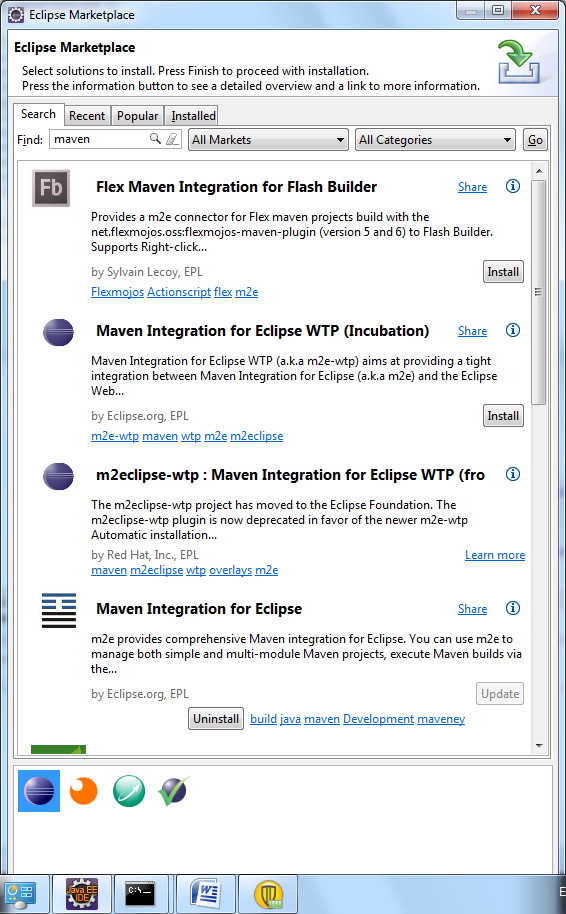 Eclipse Marketplace
Eclipse Marketplace
Select solutions to install. Press Finish to proceed with installation.
Press the information button to see a detailed overview and a link to more information.
Search Recent Popular Installed
Find: maven All Markets All Categories Go
Fb Flex Maven Integration for Flash Builder Share
Provides a m2e connector for Flex maven projects build with the
net.flexmojos.oss:flexmojos-maven-plugin (version 5 and 6) to Flash Builder.
Supports Right-click...
by Sylvain Lecoy, EPL Install
Flexmojos Actionscript flex m2e
Maven Integration for Eclipse WTP (Incubation) Share
Maven Integration for Eclipse WTP (a.k.a m2e-wtp) aims at providing a tight
integration between Maven Integration for Eclipse (a.k.a m2e) and the Eclipse
Web...
by Eclipse.org, EPL Install
m2e-wtp maven wtp m2e m2eclipse
m2eclipse-wtp : Maven Integration for Eclipse WTP (fro
The m2eclipse-wtp project has moved to the Eclipse Foundation. The
m2eclipse-wtp plugin is now deprecated in favor of the newer m2e-wtp
Automatic installation...
by Red Hat, Inc., EPL Learn more
maven m2eclipse wtp overlays m2e
Maven Integration for Eclipse Share
m2e provides comprehensive Maven integration for Eclipse. You can use m2e to
manage both simple and multi-module Maven projects, execute Maven builds via
the...
by Eclipse.org, EPL Update
Uninstall build java maven Development maveney
Java EE
IDE
C:\_
W
E